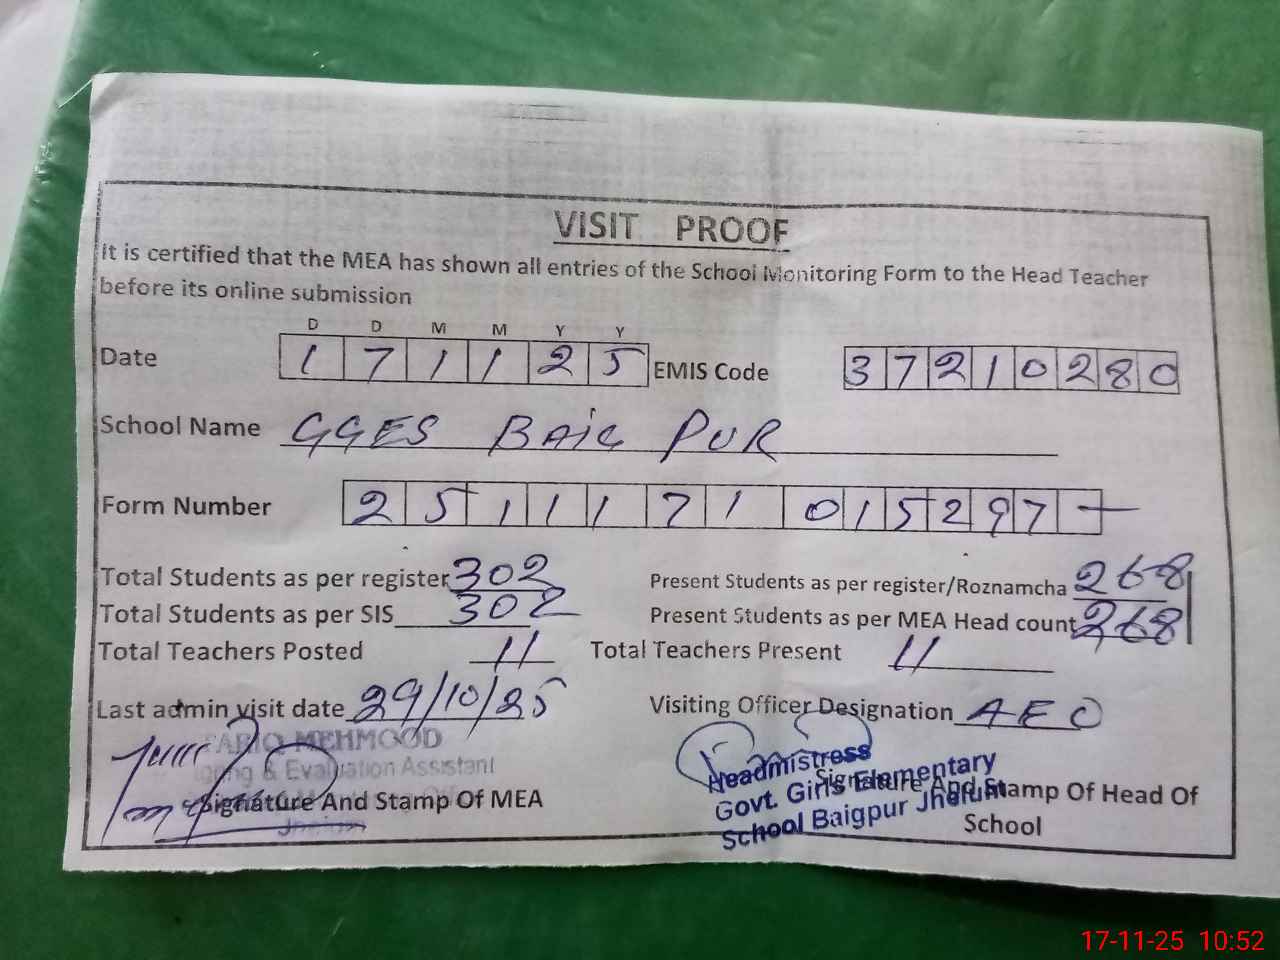 VISIT PROOF
It is certified that the MEA has shown all entries of the School Monitoring Form to the Head Teacher
before its online submission
D D M M Y Y
Date 1 7 1 1 2 5 EMIS Code 3 7 2 1 0 2 8 0
School Name GGES BAIG PUR
Form Number 2 5 1 1 1 7 1 0 1 5 2 9 7 -
Total Students as per register 302 Present Students as per register/Roznamcha 268
Total Students as per SIS 302 Present Students as per MEA Head count 268
Total Teachers Posted 11 Total Teachers Present 11
Last admin visit date 29/10/25 Visiting Officer Designation AEO
TARIQ MEHMOOD
& Evaluation Assistant
Jhelum
Signature And Stamp Of MEA
Headmistress
Govt. Girls Elementary
School Baigpur Jhelum
Signature And Stamp Of Head Of
School
17-11-25 10:52